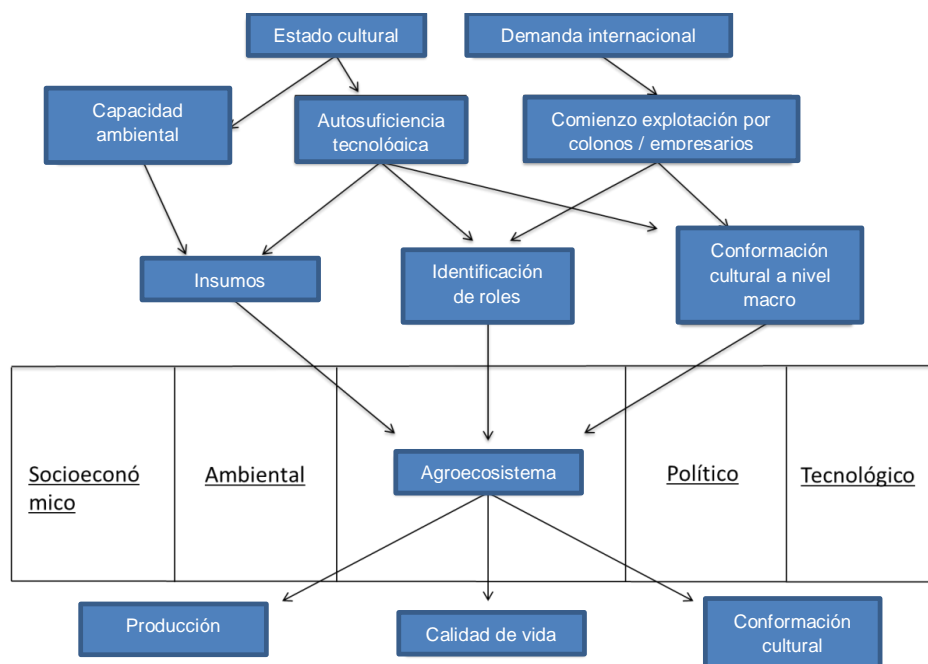 Estado cultural
Demanda internacional
Capacidad
ambiental
Autosuficiencia
tecnológica
Comienzo explotación por
colonos / empresarios
Insumos
Identificación
de roles
Conformación
cultural a nivel
macro
Socioeconó
mico
Ambiental
Agroecosistema
Político
Tecnológico
Producción
Calidad de vida
Conformación
cultural